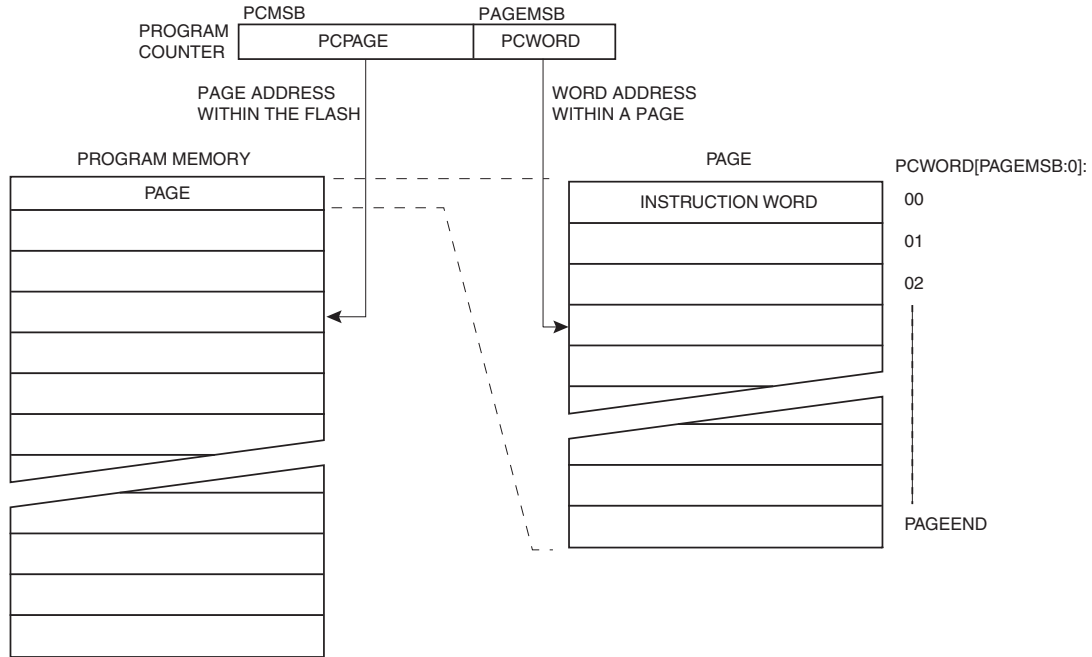 PCMSB PAGEMSB
PROGRAM
COUNTER
PCPAGE PCWORD
PAGE ADDRESS
WITHIN THE FLASH
WORD ADDRESS
WITHIN A PAGE
PROGRAM MEMORY
PAGE
PAGE
PCWORD[PAGEMSB:0]:
INSTRUCTION WORD
00
01
02
PAGEEND